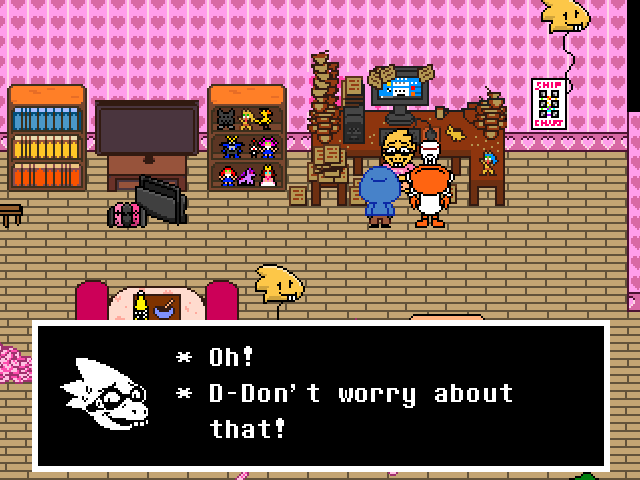 SHIP
CHART
* Oh!
* D-Don't worry about
that!